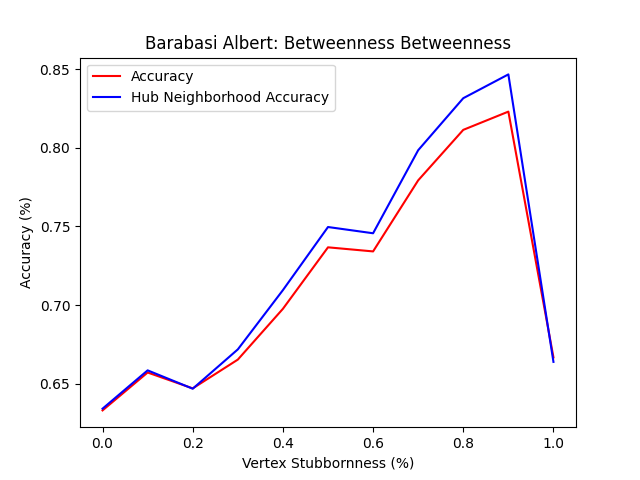 Barabasi Albert: Betweenness Betweenness
Accuracy
Hub Neighborhood Accuracy
0.85
0.80
0.75
0.70
0.65
Accuracy (%)
0.0 0.2 0.4 0.6 0.8 1.0
Vertex Stubbornness (%)